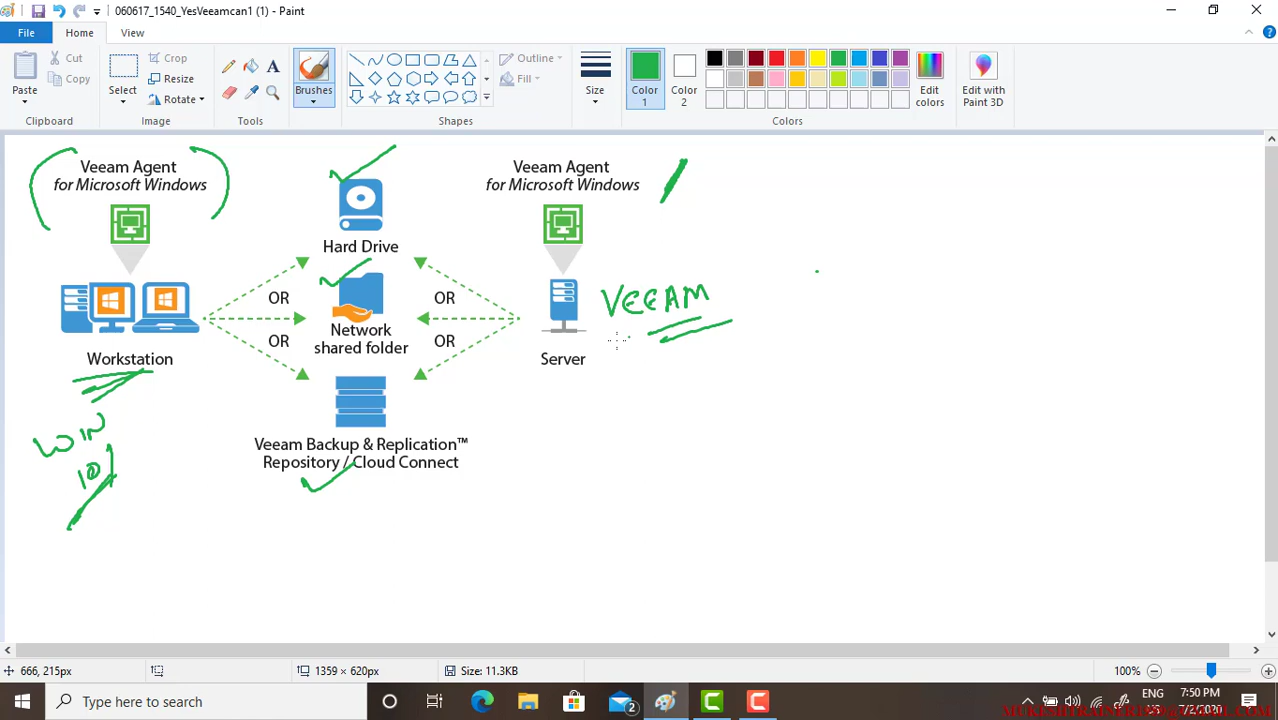 060617_1540_YesVeeamcan1 (1) - Paint
File
Home
View
Paste
Cut
Copy
Clipboard
Select
Crop
Resize
Rotate
Image
Tools
Brushes
Shapes
Outline
Fill
Size
Color
1
Color
2
Colors
Edit
colors
Edit with
Paint 3D
Veeam Agent
for Microsoft Windows
Veeam Agent
for Microsoft Windows
Hard Drive
OR
OR
VEEAM
Network
shared folder
OR
OR
Workstation
Server
WIN
10
Veeam Backup & Replication™
Repository / Cloud Connect
666, 215px
1359 × 620px
Size: 11.3KB
100%
Type here to search
2
ENG
7:50 PM
7/2/2020